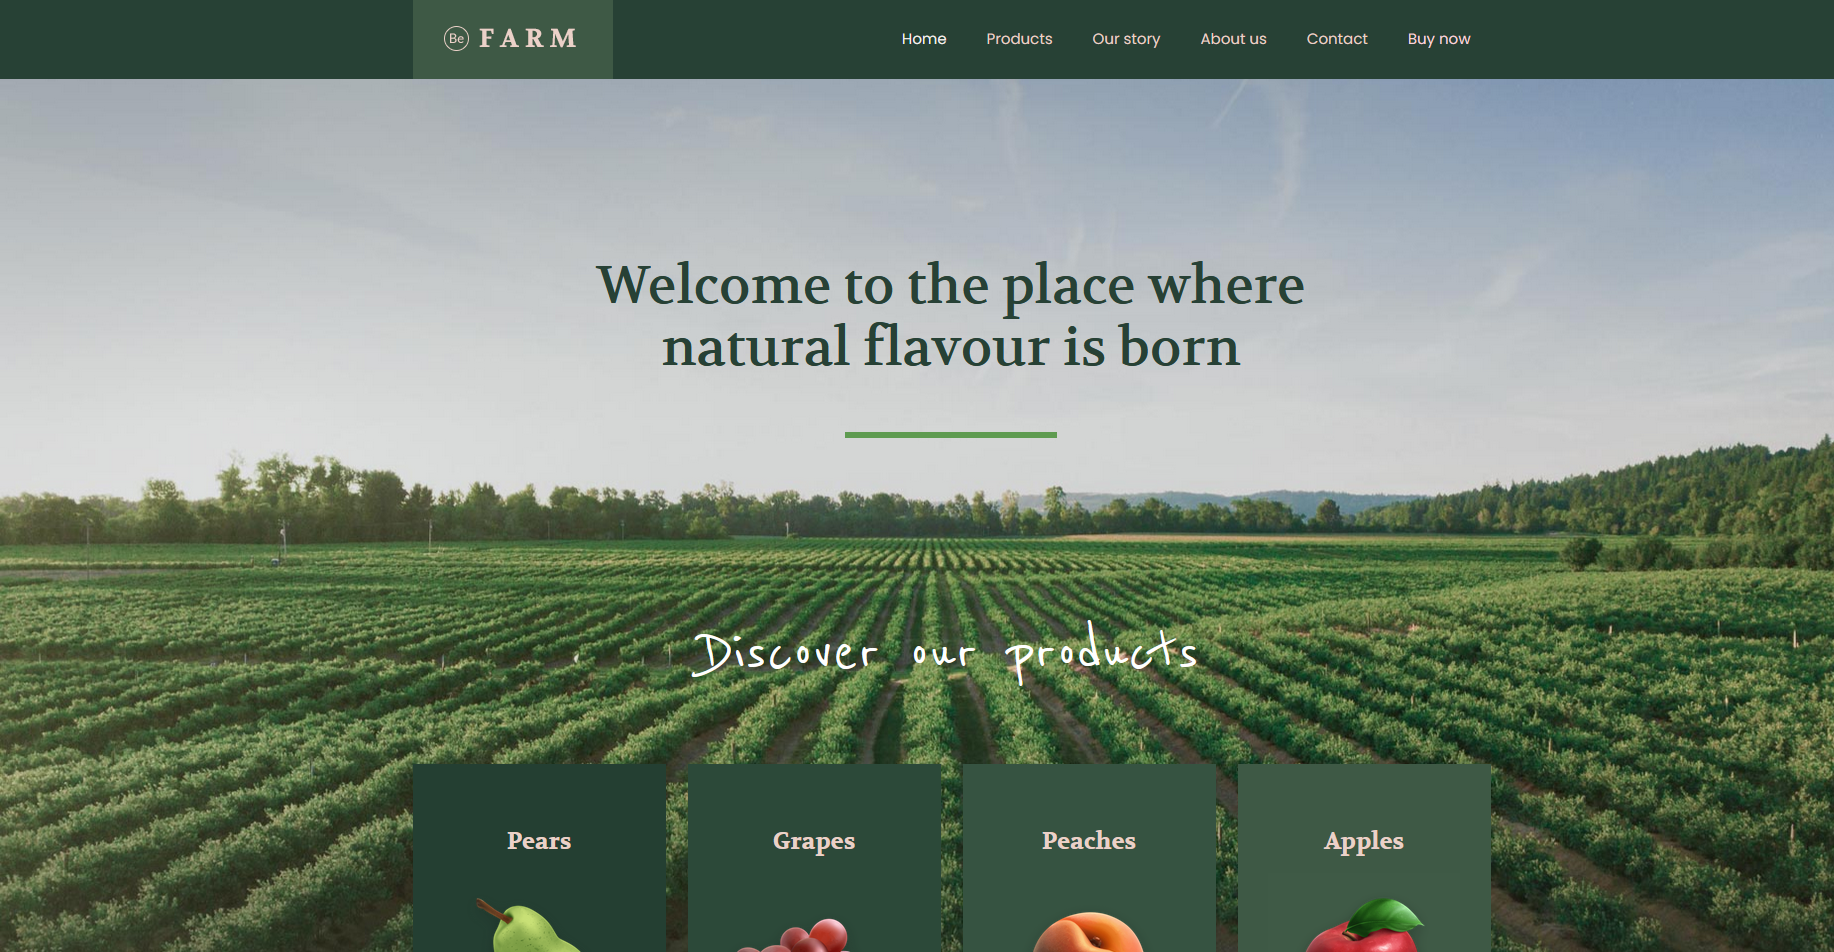 Be FARM
Home Products Our story About us Contact Buy now
Welcome to the place where
natural flavour is born
Discover our products
Pears Grapes Peaches Apples